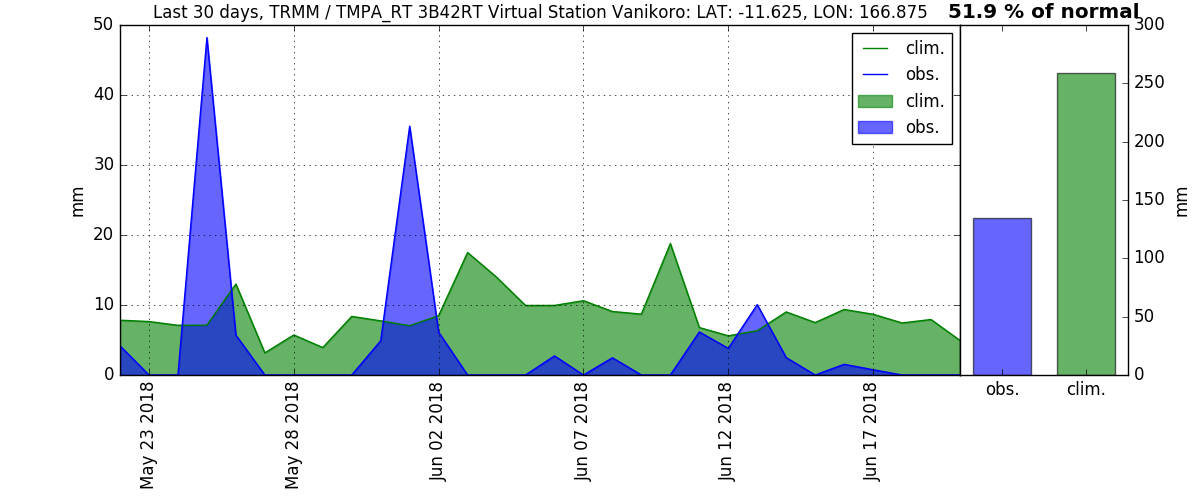 Last 30 days, TRMM / TMPA_RT 3B42RT Virtual Station Vanikoro: LAT: -11.625, LON: 166.875
51.9 % of normal
50
40
30
20
10
0
mm
clim.
obs.
clim.
obs.
May 23 2018
May 28 2018
Jun 02 2018
Jun 07 2018
Jun 12 2018
Jun 17 2018
300
250
200
150
100
50
0
mm
obs.
clim.